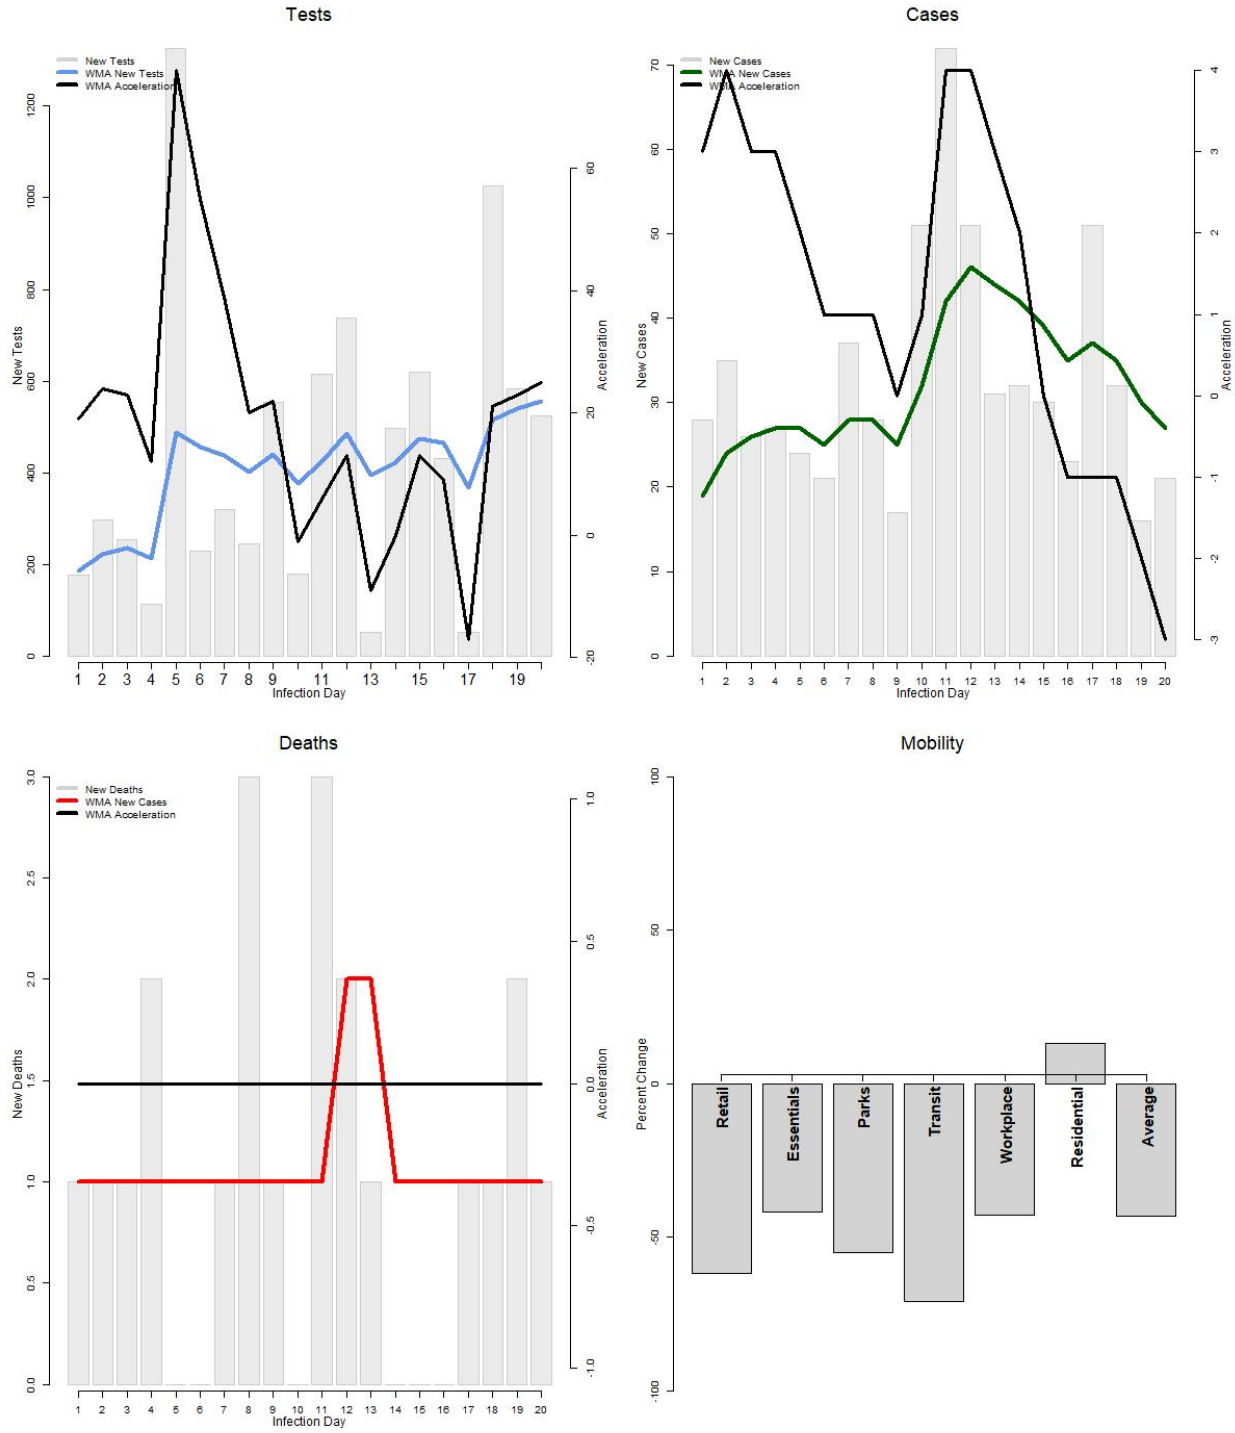 Tests
New Tests
WMA New Tests
WMA Acceleration
New Tests
0
200
400
600
800
1000
1200
Acceleration
-20
0
20
40
60
1 2 3 4 5 6 7 8 9 11 13 15 17 19
Infection Day
Cases
New Cases
WMA New Cases
WMA Acceleration
New Cases
0
10
20
30
40
50
60
70
Acceleration
-3
-2
-1
0
1
2
3
4
1 2 3 4 5 6 7 8 9 10 11 12 13 14 15 16 17 18 19 20
Infection Day
Deaths
New Deaths
WMA New Cases
WMA Acceleration
New Deaths
0.0
0.5
1.0
1.5
2.0
2.5
3.0
Acceleration
-1.0
-0.5
0.0
0.5
1.0
1 2 3 4 5 6 7 8 9 10 11 12 13 14 15 16 17 18 19 20
Infection Day
Mobility
Percent Change
-100
-50
0
50
100
Retail
Essentials
Parks
Transit
Workplace
Residential
Average